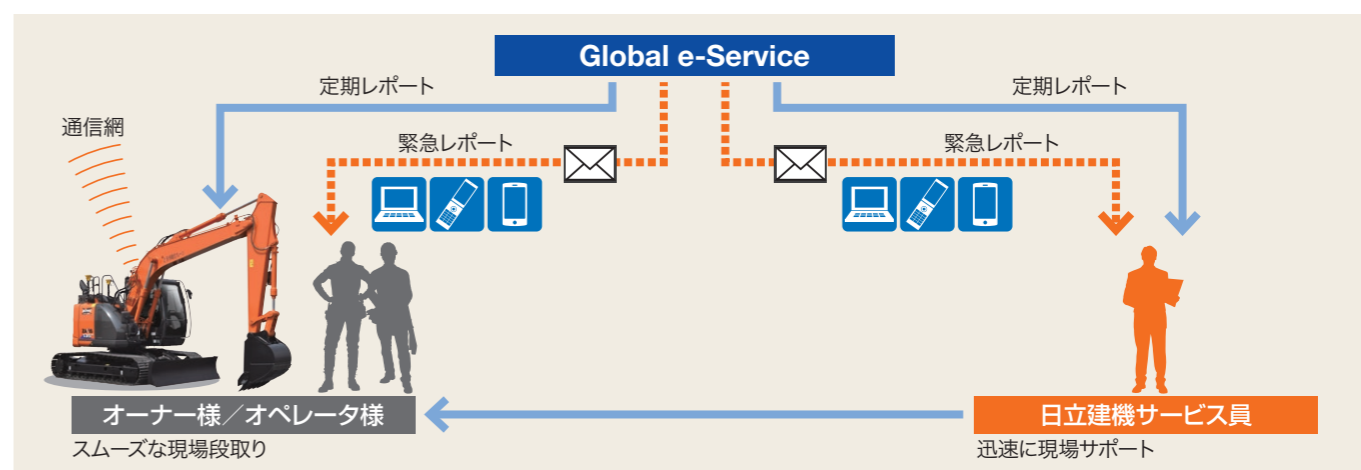 Global e-Service
定期レポート
定期レポート
通信網
緊急レポート
緊急レポート
オーナー様／オペレータ様
日立建機サービス員
スムーズな現場段取り
迅速に現場サポート